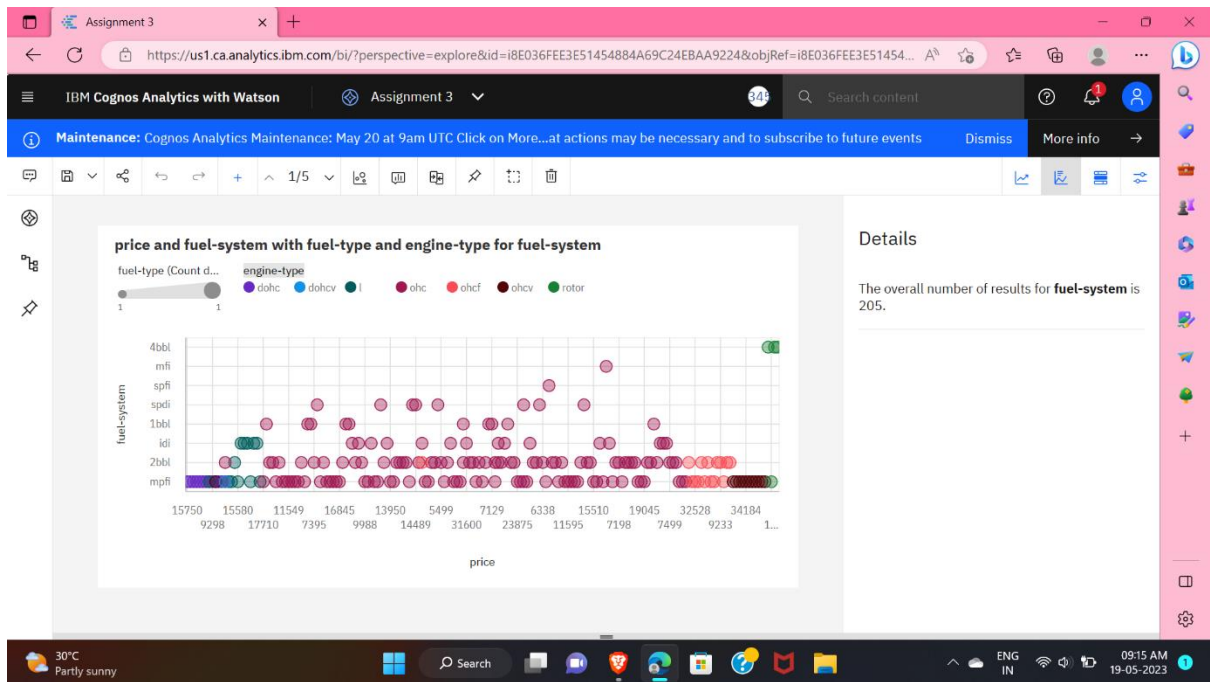 Assignment 3
https://us1.ca.analytics.ibm.com/bi/?perspective=explore&id=i8E036FEE3E51454884A69C24EBAA9224&objRef=i8E036FEE3E51454...
IBM Cognos Analytics with Watson
Assignment 3
345
Search content
1
Maintenance: Cognos Analytics Maintenance: May 20 at 9am UTC Click on More...at actions may be necessary and to subscribe to future events
Dismiss
More info
1/5
price and fuel-system with fuel-type and engine-type for fuel-system
fuel-type (Count d...
1 1
engine-type
dohc dohcv l ohc ohcf ohcv rotor
4bbl
mfi
spfi
spdi
1bbl
idi
2bbl
mpfi
fuel-system
15750 15580 11549 16845 13950 5499 7129 6338 15510 19045 32528 34184
9298 17710 7395 9988 14489 31600 23875 11595 7198 7499 9233 1...
price
Details
The overall number of results for fuel-system is
205.
30°C
Partly sunny
Search
ENG
IN
09:15 AM
19-05-2023
1